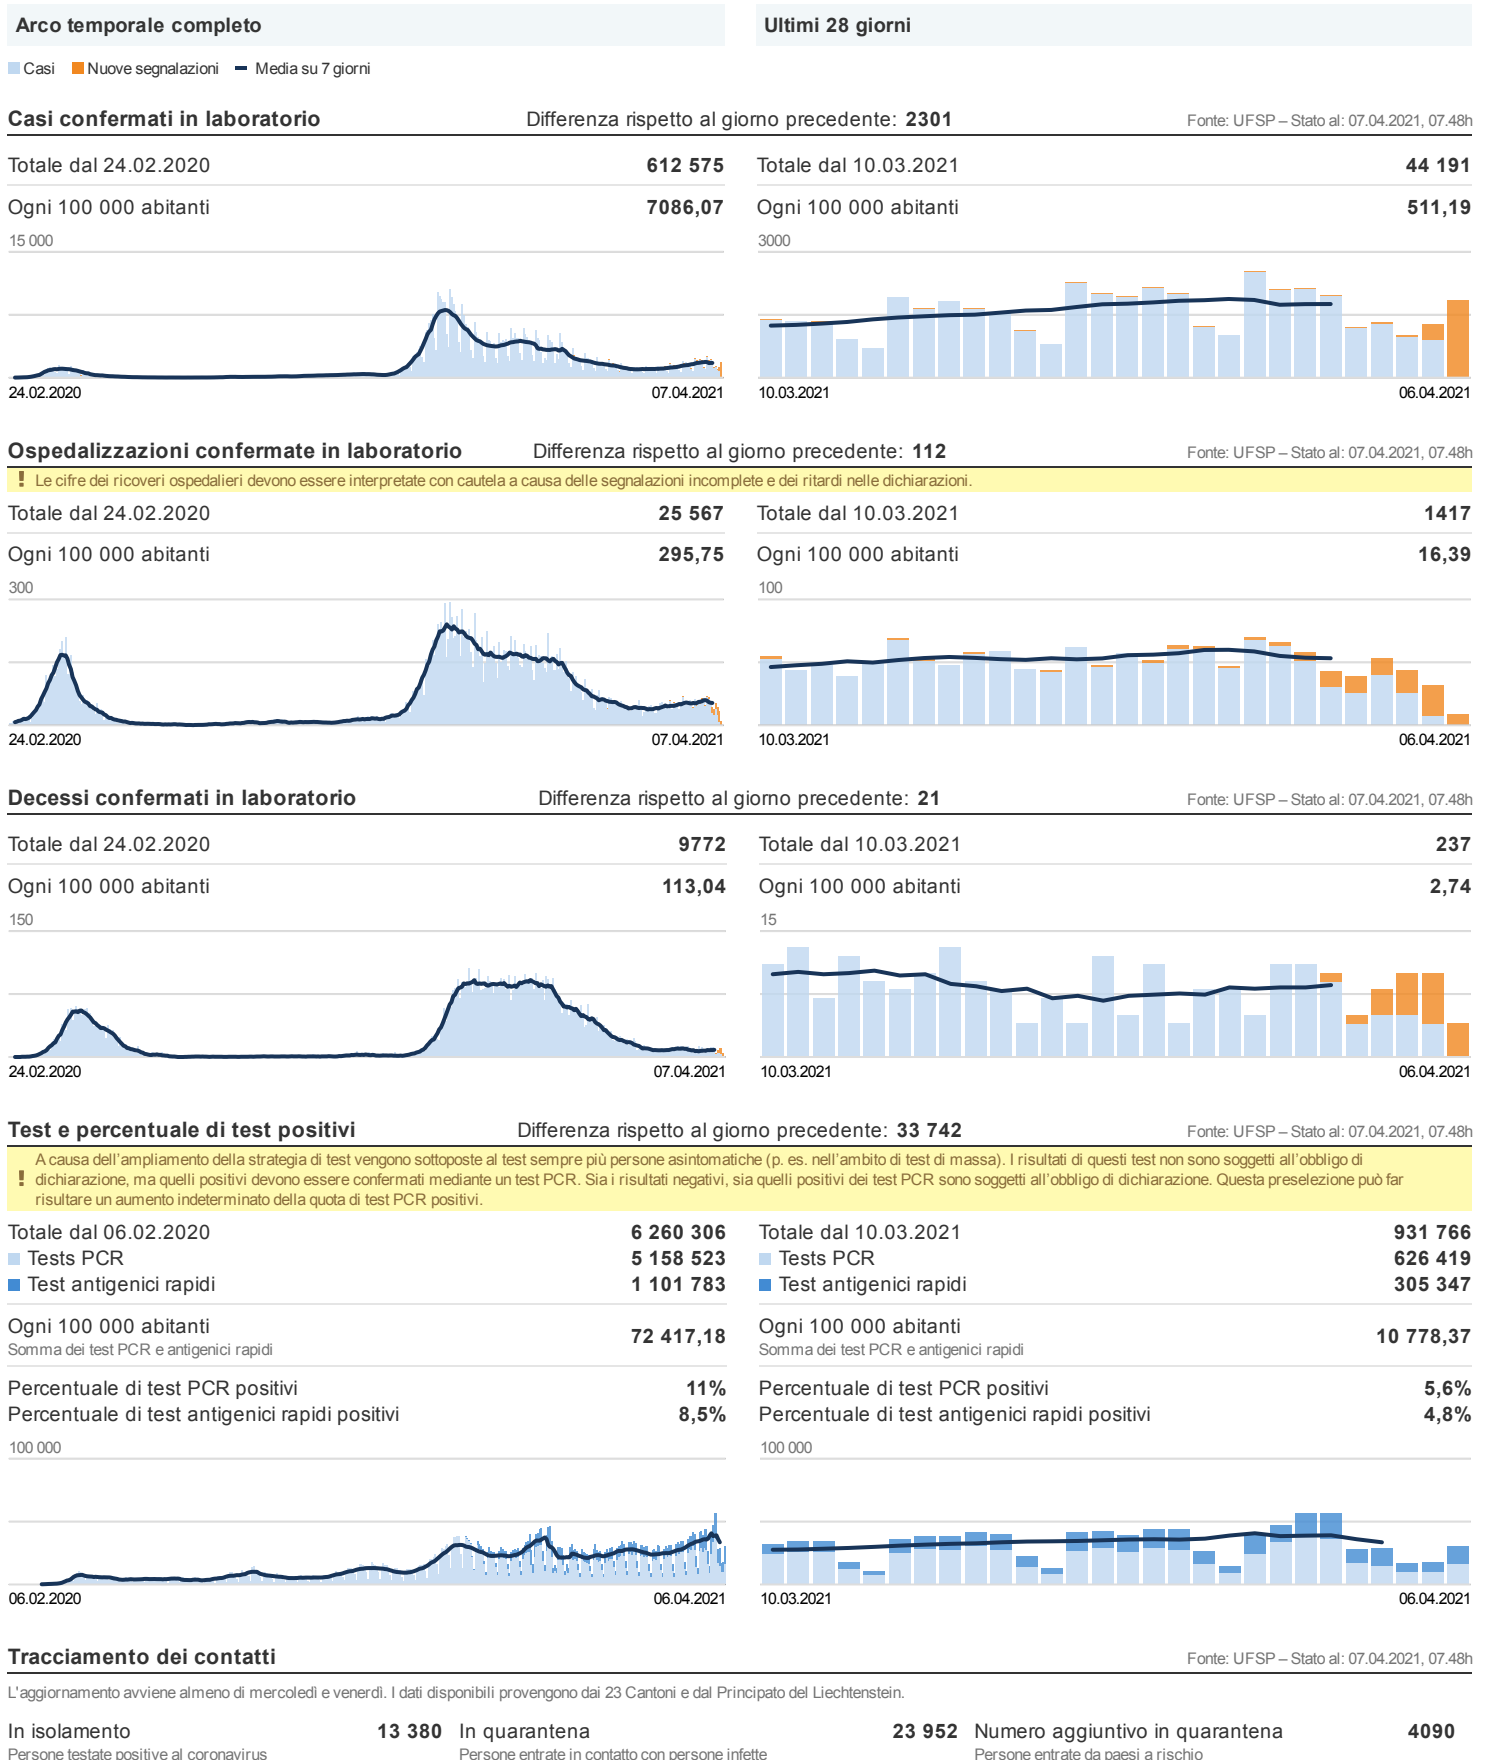 Arco temporale completo
Ultimi 28 giorni
Casi Nuove segnalazioni Media su 7 giorni
Casi confermati in laboratorio Differenza rispetto al giorno precedente: 2301 Fonte: UFSP – Stato al: 07.04.2021, 07.48h
Totale dal 24.02.2020 612 575
Totale dal 10.03.2021 44 191
Ogni 100 000 abitanti 7086,07
Ogni 100 000 abitanti 511,19
15 000
3000
24.02.2020 07.04.2021
10.03.2021 06.04.2021
Ospedalizzazioni confermate in laboratorio Differenza rispetto al giorno precedente: 112 Fonte: UFSP – Stato al: 07.04.2021, 07.48h
! Le cifre dei ricoveri ospedalieri devono essere interpretate con cautela a causa delle segnalazioni incomplete e dei ritardi nelle dichiarazioni.
Totale dal 24.02.2020 25 567
Totale dal 10.03.2021 1417
Ogni 100 000 abitanti 295,75
Ogni 100 000 abitanti 16,39
300
100
24.02.2020 07.04.2021
10.03.2021 06.04.2021
Decessi confermati in laboratorio Differenza rispetto al giorno precedente: 21 Fonte: UFSP – Stato al: 07.04.2021, 07.48h
Totale dal 24.02.2020 9772
Totale dal 10.03.2021 237
Ogni 100 000 abitanti 113,04
Ogni 100 000 abitanti 2,74
150
15
24.02.2020 07.04.2021
10.03.2021 06.04.2021
Test e percentuale di test positivi Differenza rispetto al giorno precedente: 33 742 Fonte: UFSP – Stato al: 07.04.2021, 07.48h
A causa dell'ampliamento della strategia di test vengono sottoposte al test sempre più persone asintomatiche (p. es. nell'ambito di test di massa). I risultati di questi test non sono soggetti all'obbligo di
! dichiarazione, ma quelli positivi devono essere confermati mediante un test PCR. Sia i risultati negativi, sia quelli positivi dei test PCR sono soggetti all'obbligo di dichiarazione. Questa preselezione può far
risultare un aumento indeterminato della quota di test PCR positivi.
Totale dal 06.02.2020 6 260 306
Totale dal 10.03.2021 931 766
Tests PCR 5 158 523
Tests PCR 626 419
Test antigenici rapidi 1 101 783
Test antigenici rapidi 305 347
Ogni 100 000 abitanti 72 417,18
Somma dei test PCR e antigenici rapidi
Ogni 100 000 abitanti 10 778,37
Somma dei test PCR e antigenici rapidi
Percentuale di test PCR positivi 11%
Percentuale di test PCR positivi 5,6%
Percentuale di test antigenici rapidi positivi 8,5%
Percentuale di test antigenici rapidi positivi 4,8%
100 000
100 000
06.02.2020 06.04.2021
10.03.2021 06.04.2021
Tracciamento dei contatti Fonte: UFSP – Stato al: 07.04.2021, 07.48h
L'aggiornamento avviene almeno di mercoledì e venerdì. I dati disponibili provengono dai 23 Cantoni e dal Principato del Liechtenstein.
In isolamento 13 380 In quarantena 23 952 Numero aggiuntivo in quarantena 4090
Persone testate positive al coronavirus Persone entrate in contatto con persone infette Persone entrate da paesi a rischio